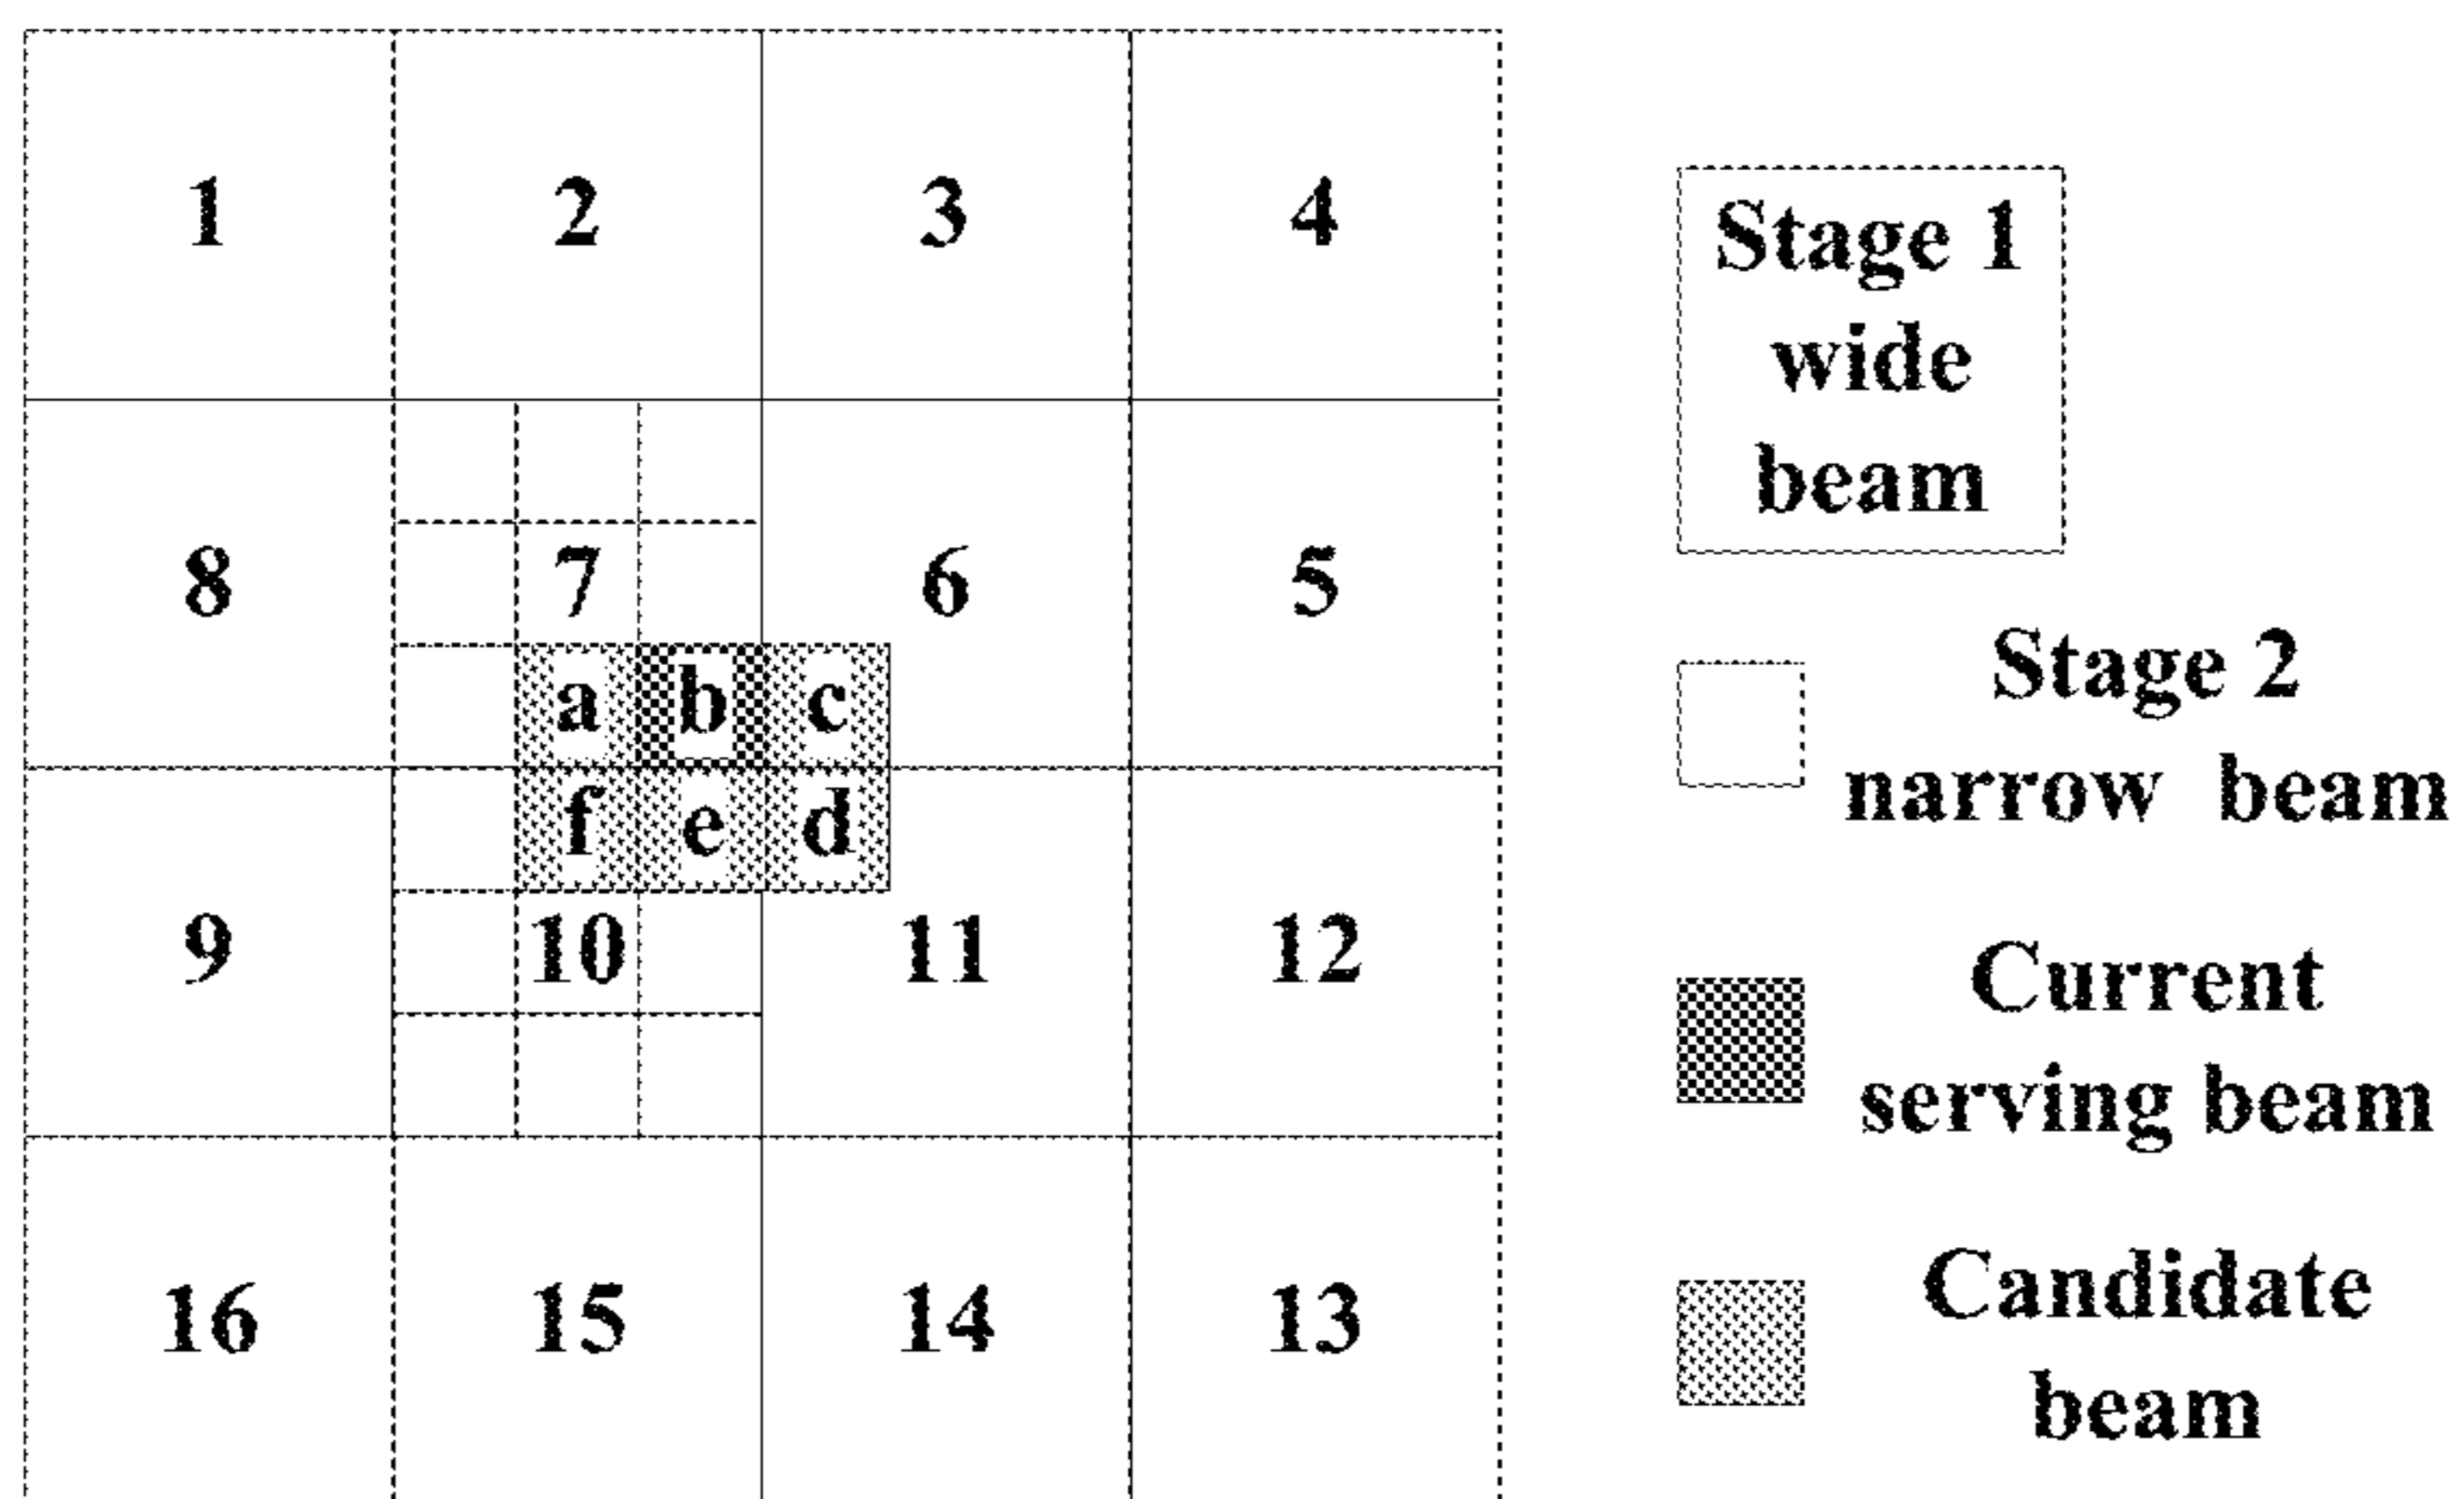 1 2 3 4
8 7 6 5
a b c
f e d
9 10 11 12
16 15 14 13
Stage 1
wide
beam
Stage 2
narrow beam
Current
serving beam
Candidate
beam